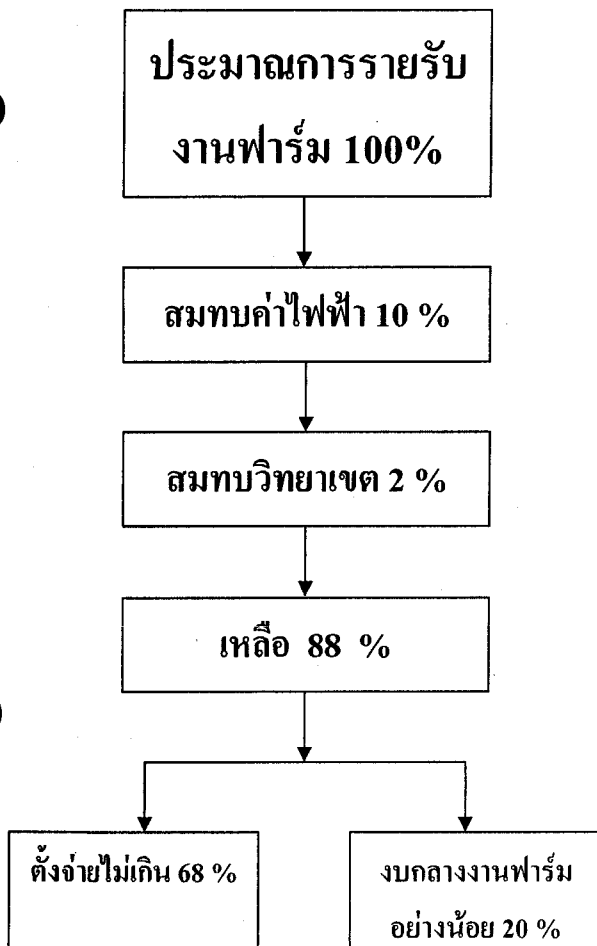 ประมาณการรายรับ
งานฟาร์ม 100%
สมทบค่าไฟฟ้า 10 %
สมทบวิทยาเขต 2 %
เหลือ 88 %
ตั้งจ่ายไม่เกิน 68 %
งบกลางงานฟาร์ม
อย่างน้อย 20 %